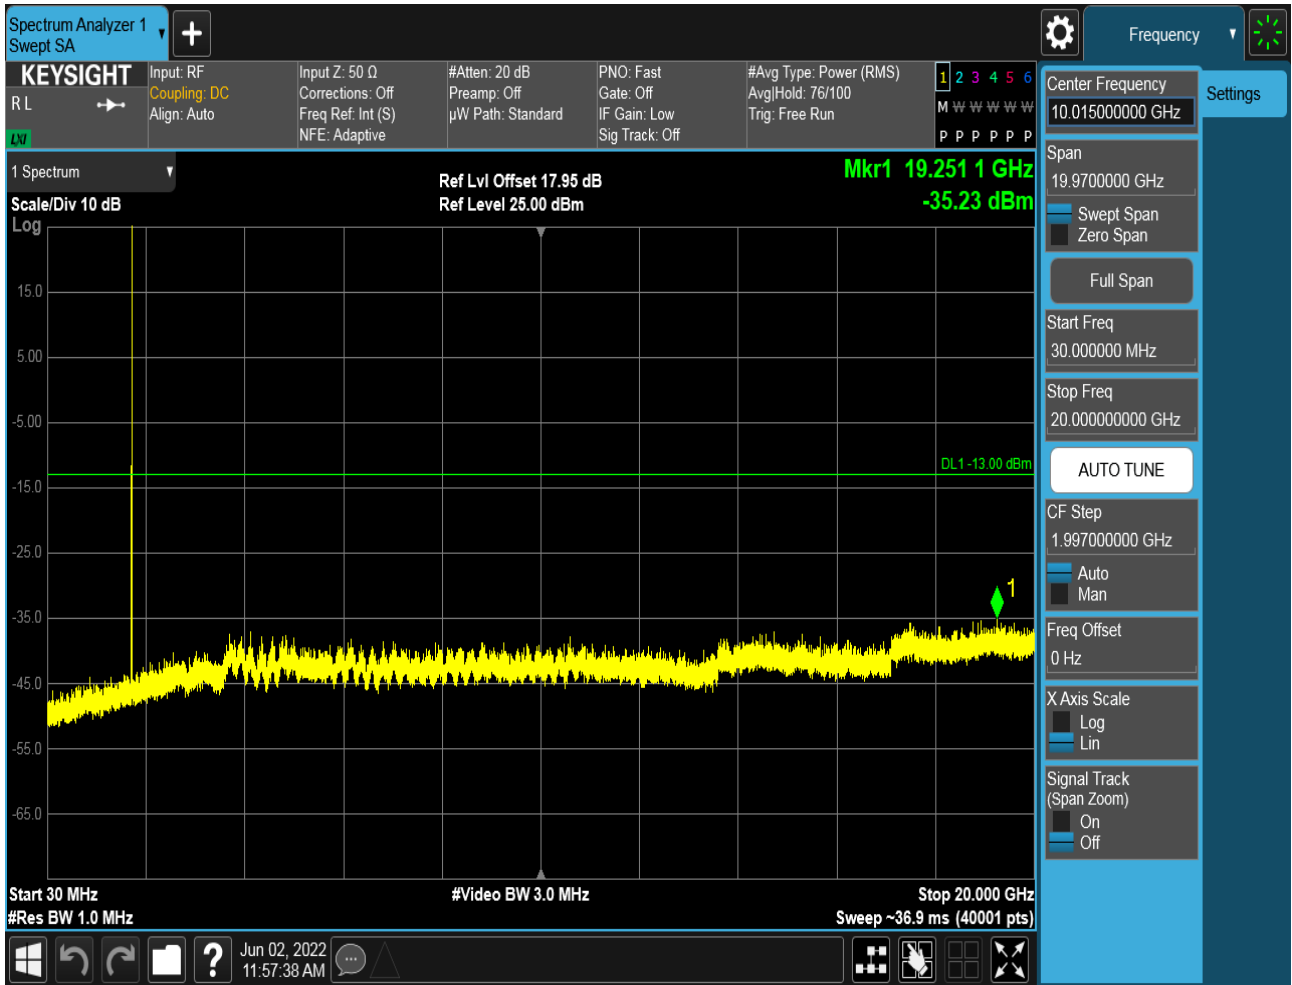 Spectrum Analyzer 1
Swept SA
Frequency
KEYSIGHT
R L
LXI
Input: RF
Coupling: DC
Align: Auto
Input Z: 50 Ω
Corrections: Off
Freq Ref: Int (S)
NFE: Adaptive
#Atten: 20 dB
Preamp: Off
µW Path: Standard
PNO: Fast
Gate: Off
IF Gain: Low
Sig Track: Off
#Avg Type: Power (RMS)
Avg|Hold: 76/100
Trig: Free Run
1 2 3 4 5 6
M W W W W W
P P P P P P
1 Spectrum
Scale/Div 10 dB
Log
Ref Lvl Offset 17.95 dB
Ref Level 25.00 dBm
Mkr1 19.251 1 GHz
-35.23 dBm
15.0
5.00
-5.00
-15.0
-25.0
-35.0
-45.0
-55.0
-65.0
DL1 -13.00 dBm
1
Start 30 MHz
#Res BW 1.0 MHz
#Video BW 3.0 MHz
Stop 20.000 GHz
Sweep ~36.9 ms (40001 pts)
Center Frequency
10.015000000 GHz
Settings
Span
19.9700000 GHz
Swept Span
Zero Span
Full Span
Start Freq
30.000000 MHz
Stop Freq
20.000000000 GHz
AUTO TUNE
CF Step
1.997000000 GHz
Auto
Man
Freq Offset
0 Hz
X Axis Scale
Log
Lin
Signal Track
(Span Zoom)
On
Off
?
Jun 02, 2022
11:57:38 AM